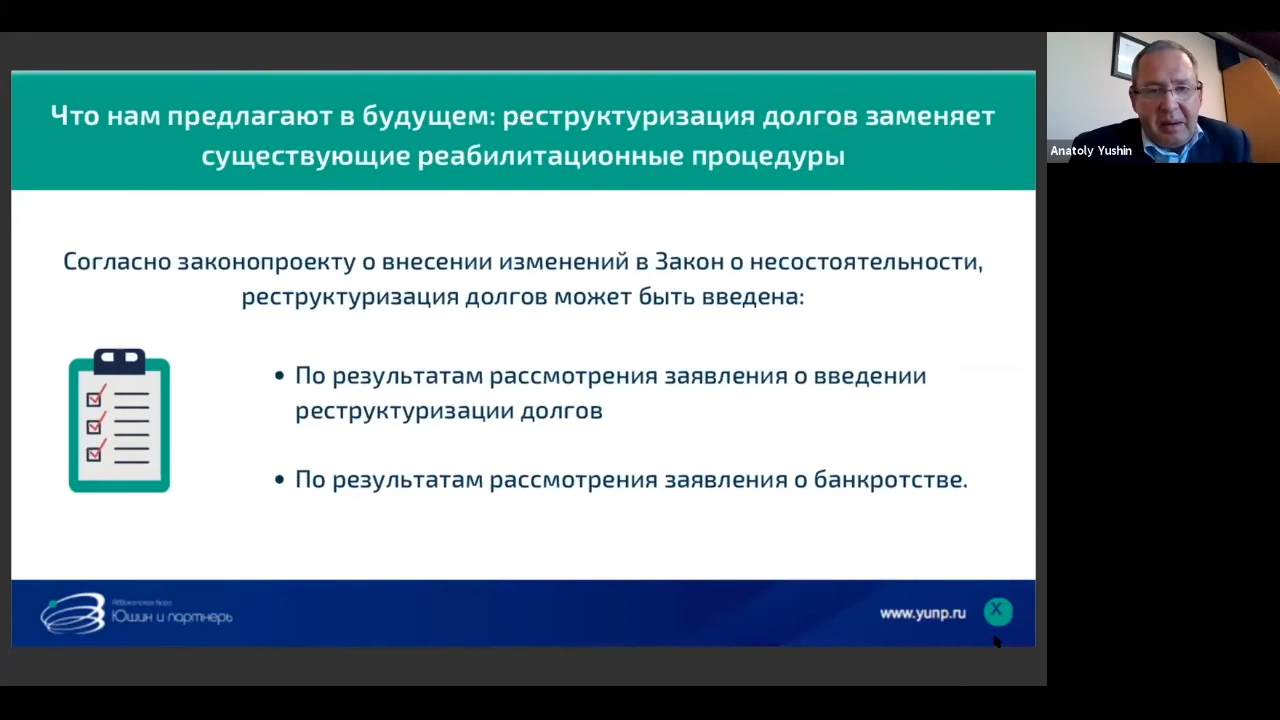 Что нам предлагают в будущем: реструктуризация долгов заменяет
существующие реабилитационные процедуры
Anatoly Yushin
Согласно законопроекту о внесении изменений в Закон о несостоятельности,
реструктуризация долгов может быть введена:
• По результатам рассмотрения заявления о введении
реструктуризации долгов
• По результатам рассмотрения заявления о банкротстве.
Адвокатское бюро
Юшин и партнеры
www.yunp.ru
X